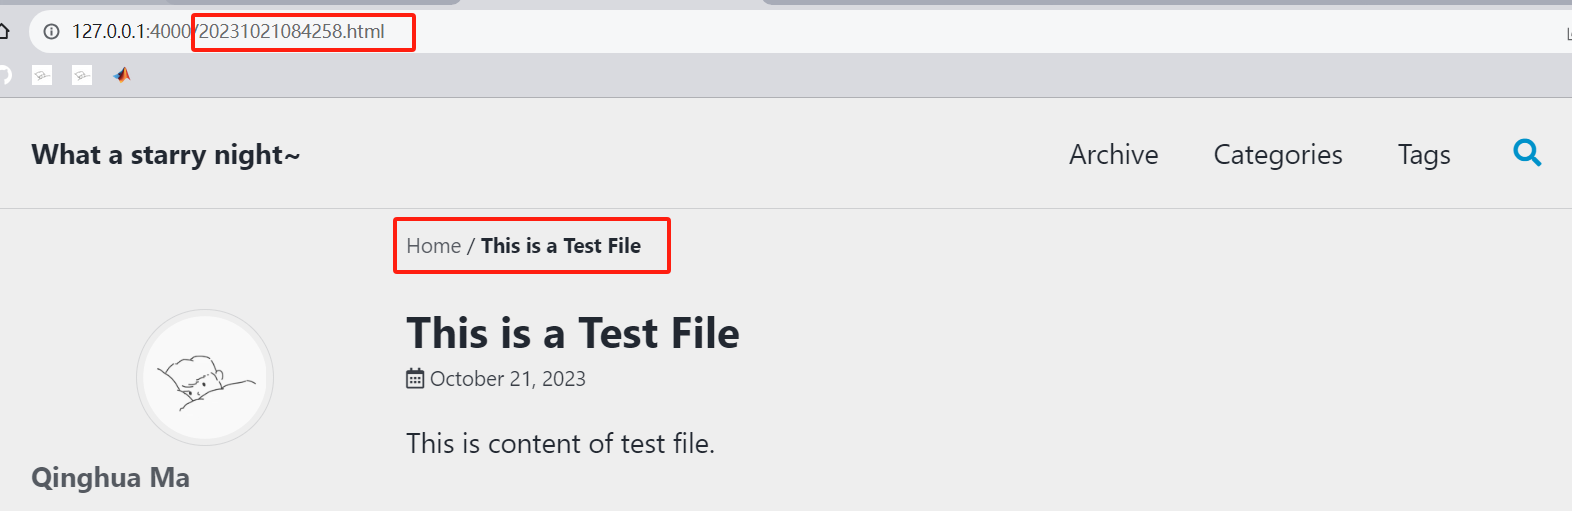 127.0.0.1:4000/20231021084258.html
What a starry night~
Archive
Categories
Tags
Home / This is a Test File
This is a Test File
October 21, 2023
This is content of test file.
Qinghua Ma